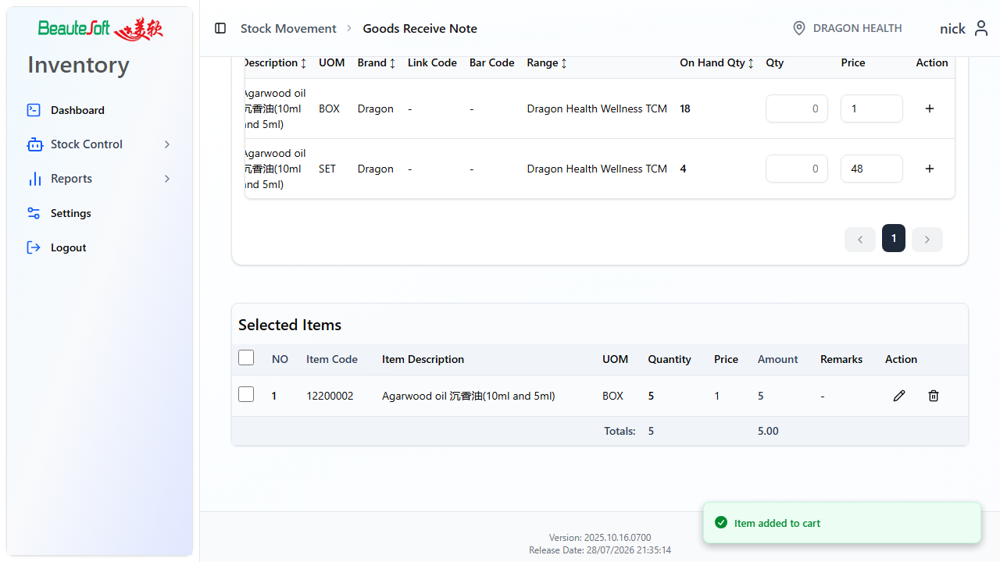 BeauteSoft 美软
Inventory
Dashboard
Stock Control
Reports
Settings
Logout
Stock Movement > Goods Receive Note
DRAGON HEALTH
nick
Description UOM Brand Link Code Bar Code Range On Hand Qty Qty Price Action
Agarwood oil
沉香油(10ml
and 5ml)
BOX Dragon - - Dragon Health Wellness TCM 18 0 1 +
Agarwood oil
沉香油(10ml
and 5ml)
SET Dragon - - Dragon Health Wellness TCM 4 0 48 +
< 1 >
Selected Items
NO Item Code Item Description UOM Quantity Price Amount Remarks Action
1 12200002 Agarwood oil 沉香油(10ml and 5ml) BOX 5 1 5 -
Totals: 5 5.00
Item added to cart
Version: 2025.10.16.0700
Release Date: 28/07/2026 21:35:14